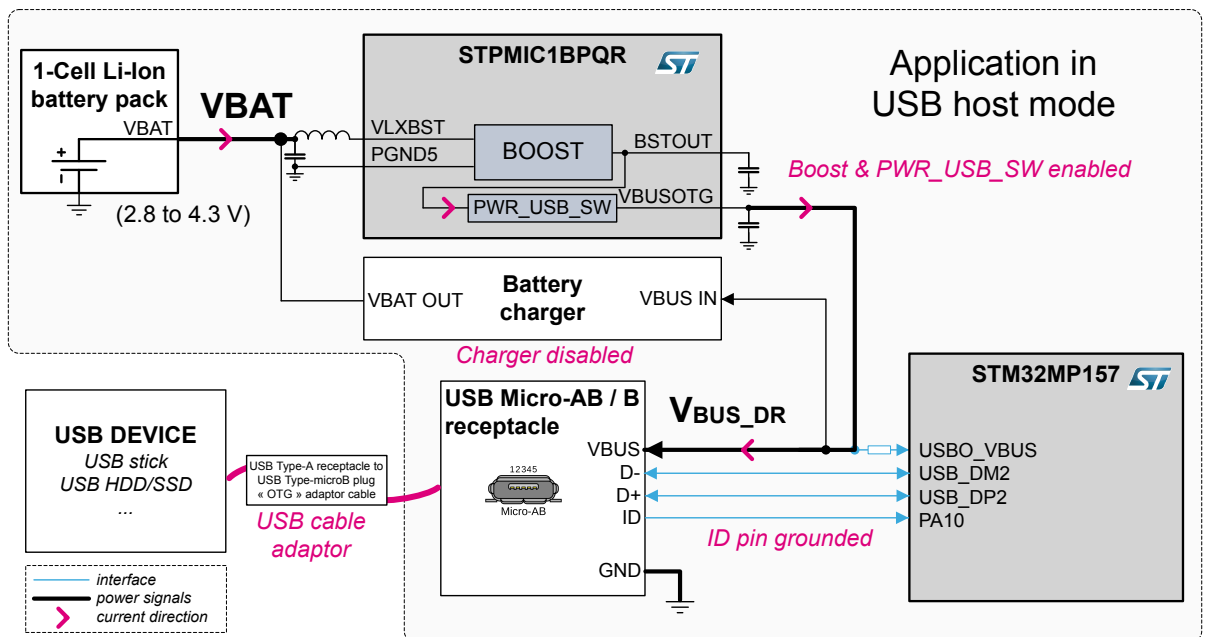 1-Cell Li-Ion
battery pack
VBAT
+
-
(2.8 to 4.3 V)
VBAT
STPMIC1BPQR
ST
VLXBST
PGND5
BOOST
BSTOUT
PWR_USB_SW
VBUSOTG
Application in
USB host mode
Boost & PWR_USB_SW enabled
VBAT OUT
Battery
charger
VBUS IN
Charger disabled
USB DEVICE
USB stick
USB HDD/SSD
...
USB Type-A receptacle to
USB Type-microB plug
« OTG » adaptor cable
USB cable
adaptor
USB Micro-AB / B
receptacle
12345
Micro-AB
VBUS
D-
D+
ID
GND
VBUS_DR
ID pin grounded
STM32MP157
ST
USBO_VBUS
USB_DM2
USB_DP2
PA10
interface
power signals
current direction